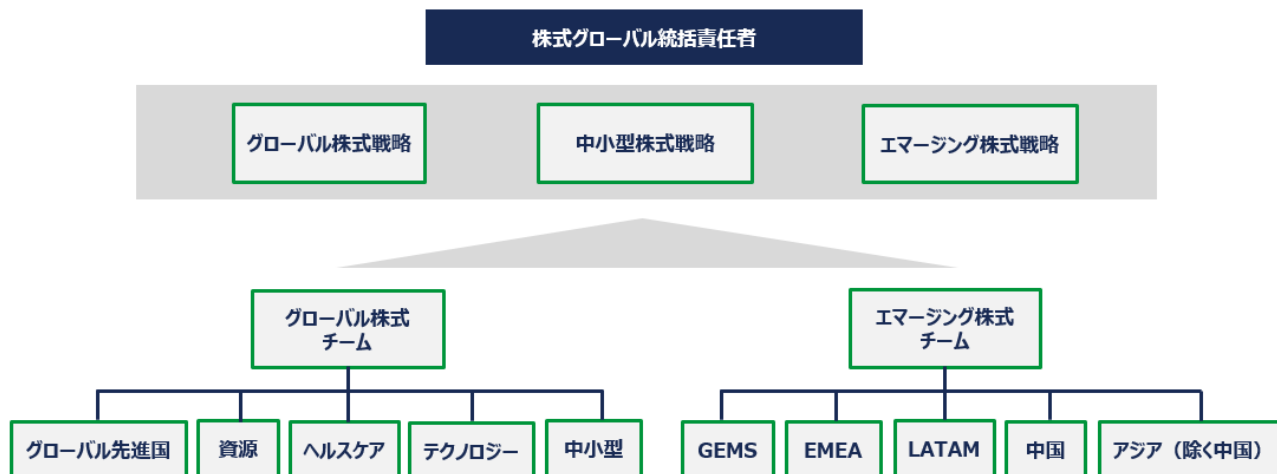 株式グローバル統括責任者
グローバル株式戦略
中小型株式戦略
エマージング株式戦略
グローバル株式
チーム
エマージング株式
チーム
グローバル先進国
資源
ヘルスケア
テクノロジー
中小型
GEMS
EMEA
LATAM
中国
アジア（除く中国）